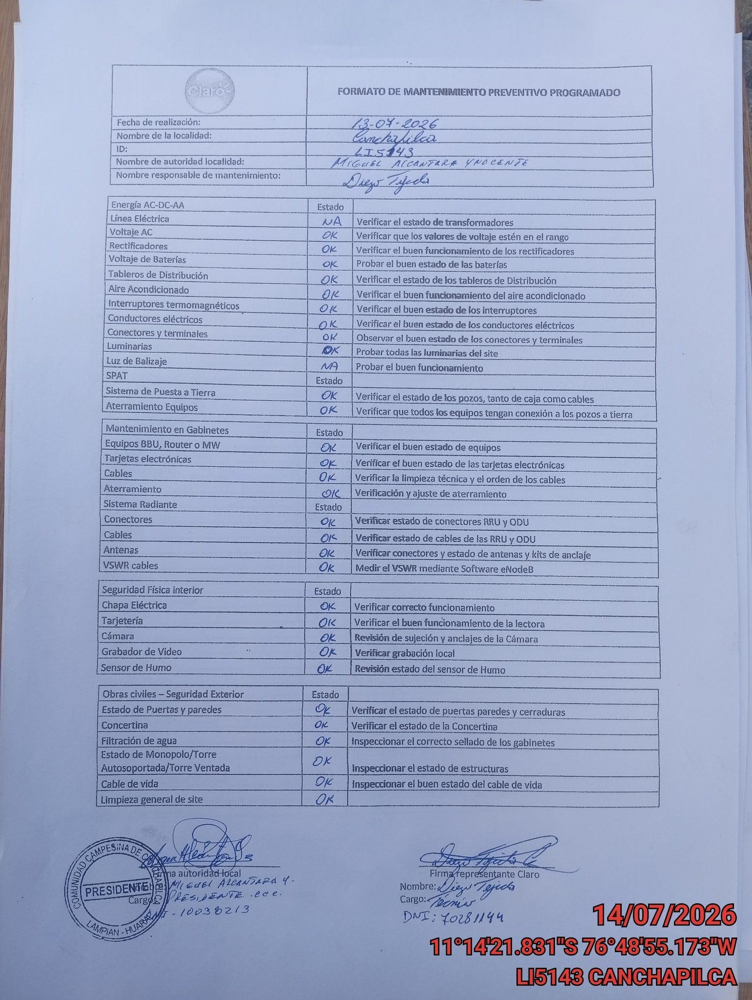 Claro
FORMATO DE MANTENIMIENTO PREVENTIVO PROGRAMADO
Fecha de realización: 13-07-2026
Nombre de la localidad: Canchapilca
ID: LI5143
Nombre de autoridad localidad: MIGUEL ALCANTARA YNOCENTE
Nombre responsable de mantenimiento: Diego Tejeda
Energía AC-DC-AA Estado
Línea Eléctrica NA Verificar el estado de transformadores
Voltaje AC OK Verificar que los valores de voltaje estén en el rango
Rectificadores OK Verificar el buen funcionamiento de los rectificadores
Voltaje de Baterías OK Probar el buen estado de las baterías
Tableros de Distribución OK Verificar el estado de los tableros de Distribución
Aire Acondicionado OK Verificar el buen funcionamiento del aire acondicionado
Interruptores termomagnéticos OK Verificar el buen estado de los interruptores
Conductores eléctricos OK Verificar el buen estado de los conductores eléctricos
Conectores y terminales OK Observar el buen estado de los conectores y terminales
Luminarias OK Probar todas las luminarias del site
Luz de Balizaje NA Probar el buen funcionamiento
SPAT Estado
Sistema de Puesta a Tierra OK Verificar el estado de los pozos, tanto de caja como cables
Aterramiento Equipos OK Verificar que todos los equipos tengan conexión a los pozos a tierra
Mantenimiento en Gabinetes Estado
Equipos BBU, Router o MW OK Verificar el buen estado de equipos
Tarjetas electrónicas OK Verificar el buen estado de las tarjetas electrónicas
Cables OK Verificar la limpieza técnica y el orden de los cables
Aterramiento OK Verificación y ajuste de aterramiento
Sistema Radiante Estado
Conectores OK Verificar estado de conectores RRU y ODU
Cables OK Verificar estado de cables de las RRU y ODU
Antenas OK Verificar conectores y estado de antenas y kits de anclaje
VSWR cables OK Medir el VSWR mediante Software eNodeB
Seguridad Física interior Estado
Chapa Eléctrica OK Verificar correcto funcionamiento
Tarjetería OK Verificar el buen funcionamiento de la lectora
Cámara OK Revisión de sujeción y anclajes de la Cámara
Grabador de Video OK Verificar grabación local
Sensor de Humo OK Revisión estado del sensor de Humo
Obras civiles – Seguridad Exterior Estado
Estado de Puertas y paredes OK Verificar el estado de puertas paredes y cerraduras
Concertina OK Verificar el estado de la Concertina
Filtración de agua OK Inspeccionar el correcto sellado de los gabinetes
Estado de Monopolo/Torre
Autosoportada/Torre Ventada OK Inspeccionar el estado de estructuras
Cable de vida OK Inspeccionar el buen estado del cable de vida
Limpieza general de site OK
Firma autoridad local
Nombre: MIGUEL ALCANTARA Y.
Cargo: PRESIDENTE .ccc.
DNI - 10038213
COMUNIDAD CAMPESINA DE CANCHAPILCA
PRESIDENTE
LAMPIAN - HUARAL
Diego Tejeda C
Firma representante Claro
Nombre: Diego Tejeda
Cargo: Técnico
DNI: 70281144
14/07/2026
11°14'21.831"S 76°48'55.173"W
LI5143 CANCHAPILCA